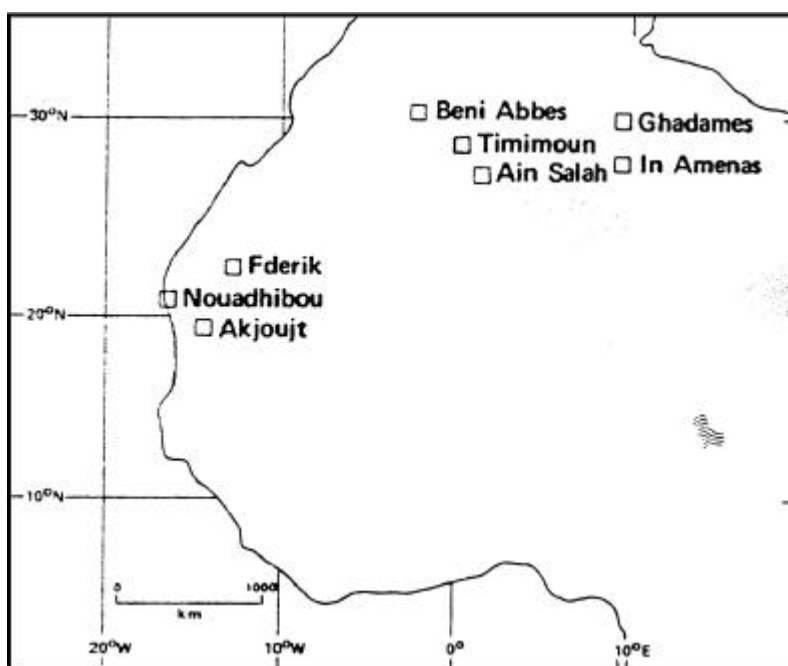 30°N
Beni Abbes
Ghadames
Timimoun
Ain Salah
In Amenas
Fderik
Nouadhibou
20°N
Akjoujt
10°N
0 1000
km
20°W 10°W 0° 10°E